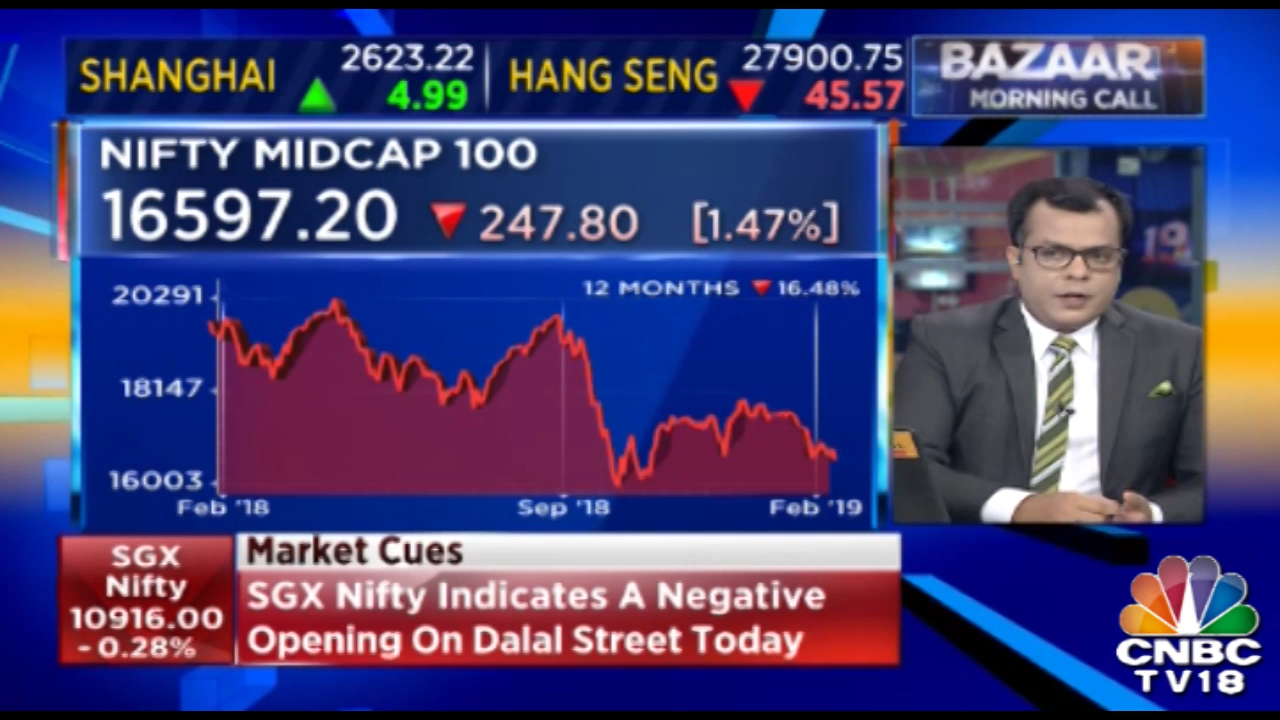 SHANGHAI
2623.22
4.99
HANG SENG
27900.75
45.57
BAZAAR
MORNING CALL
NIFTY MIDCAP 100
16597.20 247.80 [1.47%]
12 MONTHS 16.48%
20291
18147
16003
Feb '18 Sep '18 Feb '19
19
SGX
Nifty
10916.00
- 0.28%
Market Cues
SGX Nifty Indicates A Negative
Opening On Dalal Street Today
CNBC
TV18